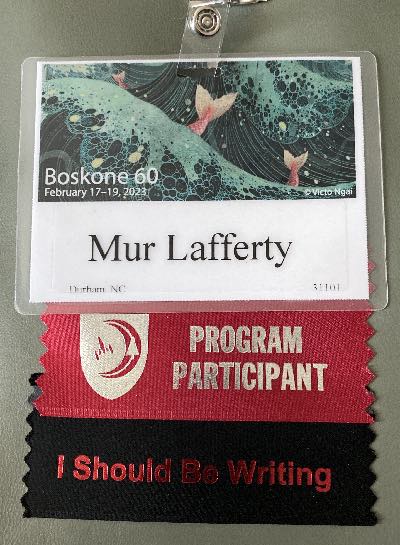 Boskone 60
February 17–19, 2023
© Victo Ngai
Mur Lafferty
Durham, NC
31101
PROGRAM
PARTICIPANT
I Should Be Writing